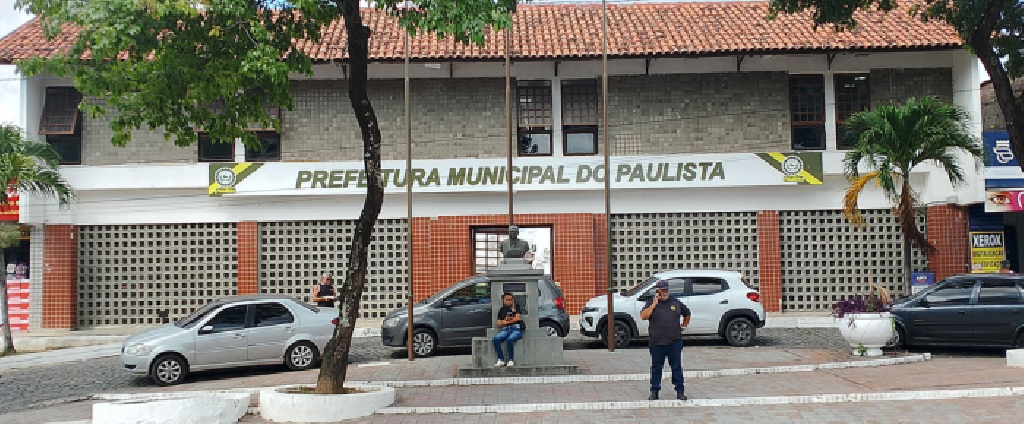 PREFEITURA MUNICIPAL DO PAULISTA
XEROX